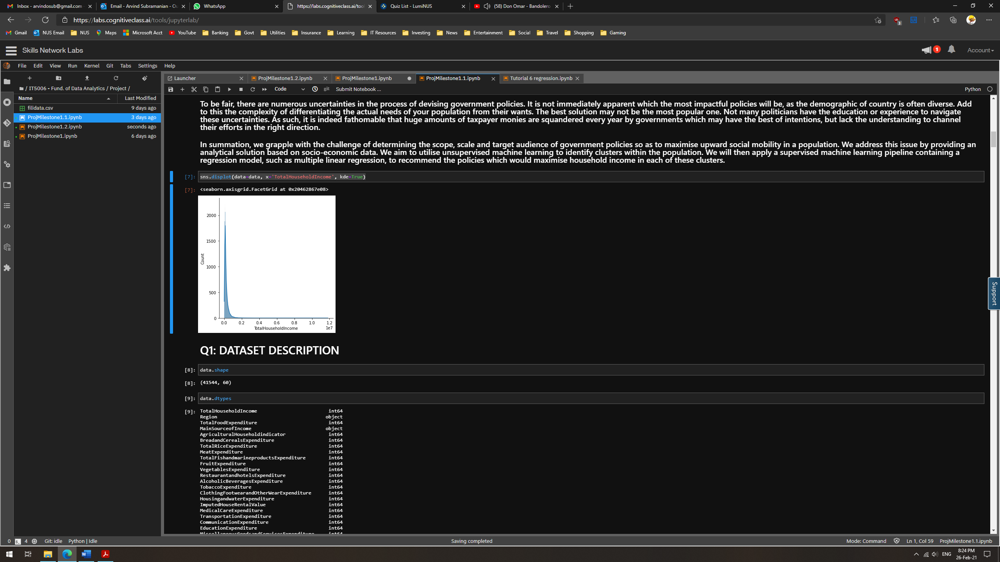 Inbox - arvindosub@gmail.com
Email - Arvind Subramanian - Ou
WhatsApp
https://labs.cognitiveclass.ai/tool
Quiz List - LumiNUS
(58) Don Omar - Bandolero
https://labs.cognitiveclass.ai/tools/jupyterlab/
3
Gmail NUS Email NUS Maps Microsoft Acct YouTube Banking Govt Utilities Insurance Learning IT Resources Investing News Entertainment Social Travel Shopping Gaming
Skills Network Labs
1
Account
File Edit View Run Kernel Git Tabs Settings Help
Launcher
ProjMilestone1.2.ipynb
ProjMilestone1.ipynb
ProjMilestone1.1.ipynb
Tutorial 6 regression.ipynb
/ IT5006 - Fund. of Data Analytics / Project /
Code
git
Submit Notebook ...
Python
Name Last Modified
filidata.csv 9 days ago
ProjMilestone1.1.ipynb 3 days ago
ProjMilestone1.2.ipynb seconds ago
ProjMilestone1.ipynb 6 days ago
To be fair, there are numerous uncertainties in the process of devising government policies. It is not immediately apparent which the most impactful policies will be, as the demographic of country is often diverse. Add
to this the complexity of differentiating the actual needs of your population from their wants. The best solution may not be the most popular one. Not many politicians have the education or experience to navigate
these uncertainties. As such, it is indeed fathomable that huge amounts of taxpayer monies are squandered every year by governments which may have the best of intentions, but lack the understanding to channel
their efforts in the right direction.
In summation, we grapple with the challenge of determining the scope, scale and target audience of government policies so as to maximise upward social mobility in a population. We address this issue by providing an
analytical solution based on socio-economic data. We aim to utilise unsupervised machine learning to identify clusters within the population. We will then apply a supervised machine learning pipeline containing a
regression model, such as multiple linear regression, to recommend the policies which would maximise household income in each of these clusters.
[7]: sns.displot(data=data, x='TotalHouseholdIncome', kde=True)
[7]: <seaborn.axisgrid.FacetGrid at 0x20462867e08>
2000
1500
1000
500
0
Count
0.0 0.2 0.4 0.6 0.8 1.0 1.2
TotalHouseholdIncome 1e7
Q1: DATASET DESCRIPTION
[8]: data.shape
[8]: (41544, 60)
[9]: data.dtypes
[9]: TotalHouseholdIncome int64
Region object
TotalFoodExpenditure int64
MainSourceofIncome object
AgriculturalHouseholdindicator int64
BreadandCerealsExpenditure int64
TotalRiceExpenditure int64
MeatExpenditure int64
TotalFishandmarineproductsExpenditure int64
FruitExpenditure int64
VegetablesExpenditure int64
RestaurantandhotelsExpenditure int64
AlcoholicBeveragesExpenditure int64
TobaccoExpenditure int64
ClothingFootwearandOtherWearExpenditure int64
HousingandwaterExpenditure int64
ImputedHouseRentalValue int64
MedicalCareExpenditure int64
TransportationExpenditure int64
CommunicationExpenditure int64
EducationExpenditure int64
MiscellaneousGoodsandServicesExpenditure int64
Support
0 4 Git: idle Python | Idle
Saving completed
Mode: Command Ln 1, Col 59 ProjMilestone1.1.ipynb
ENG
8:24 PM
26-Feb-21